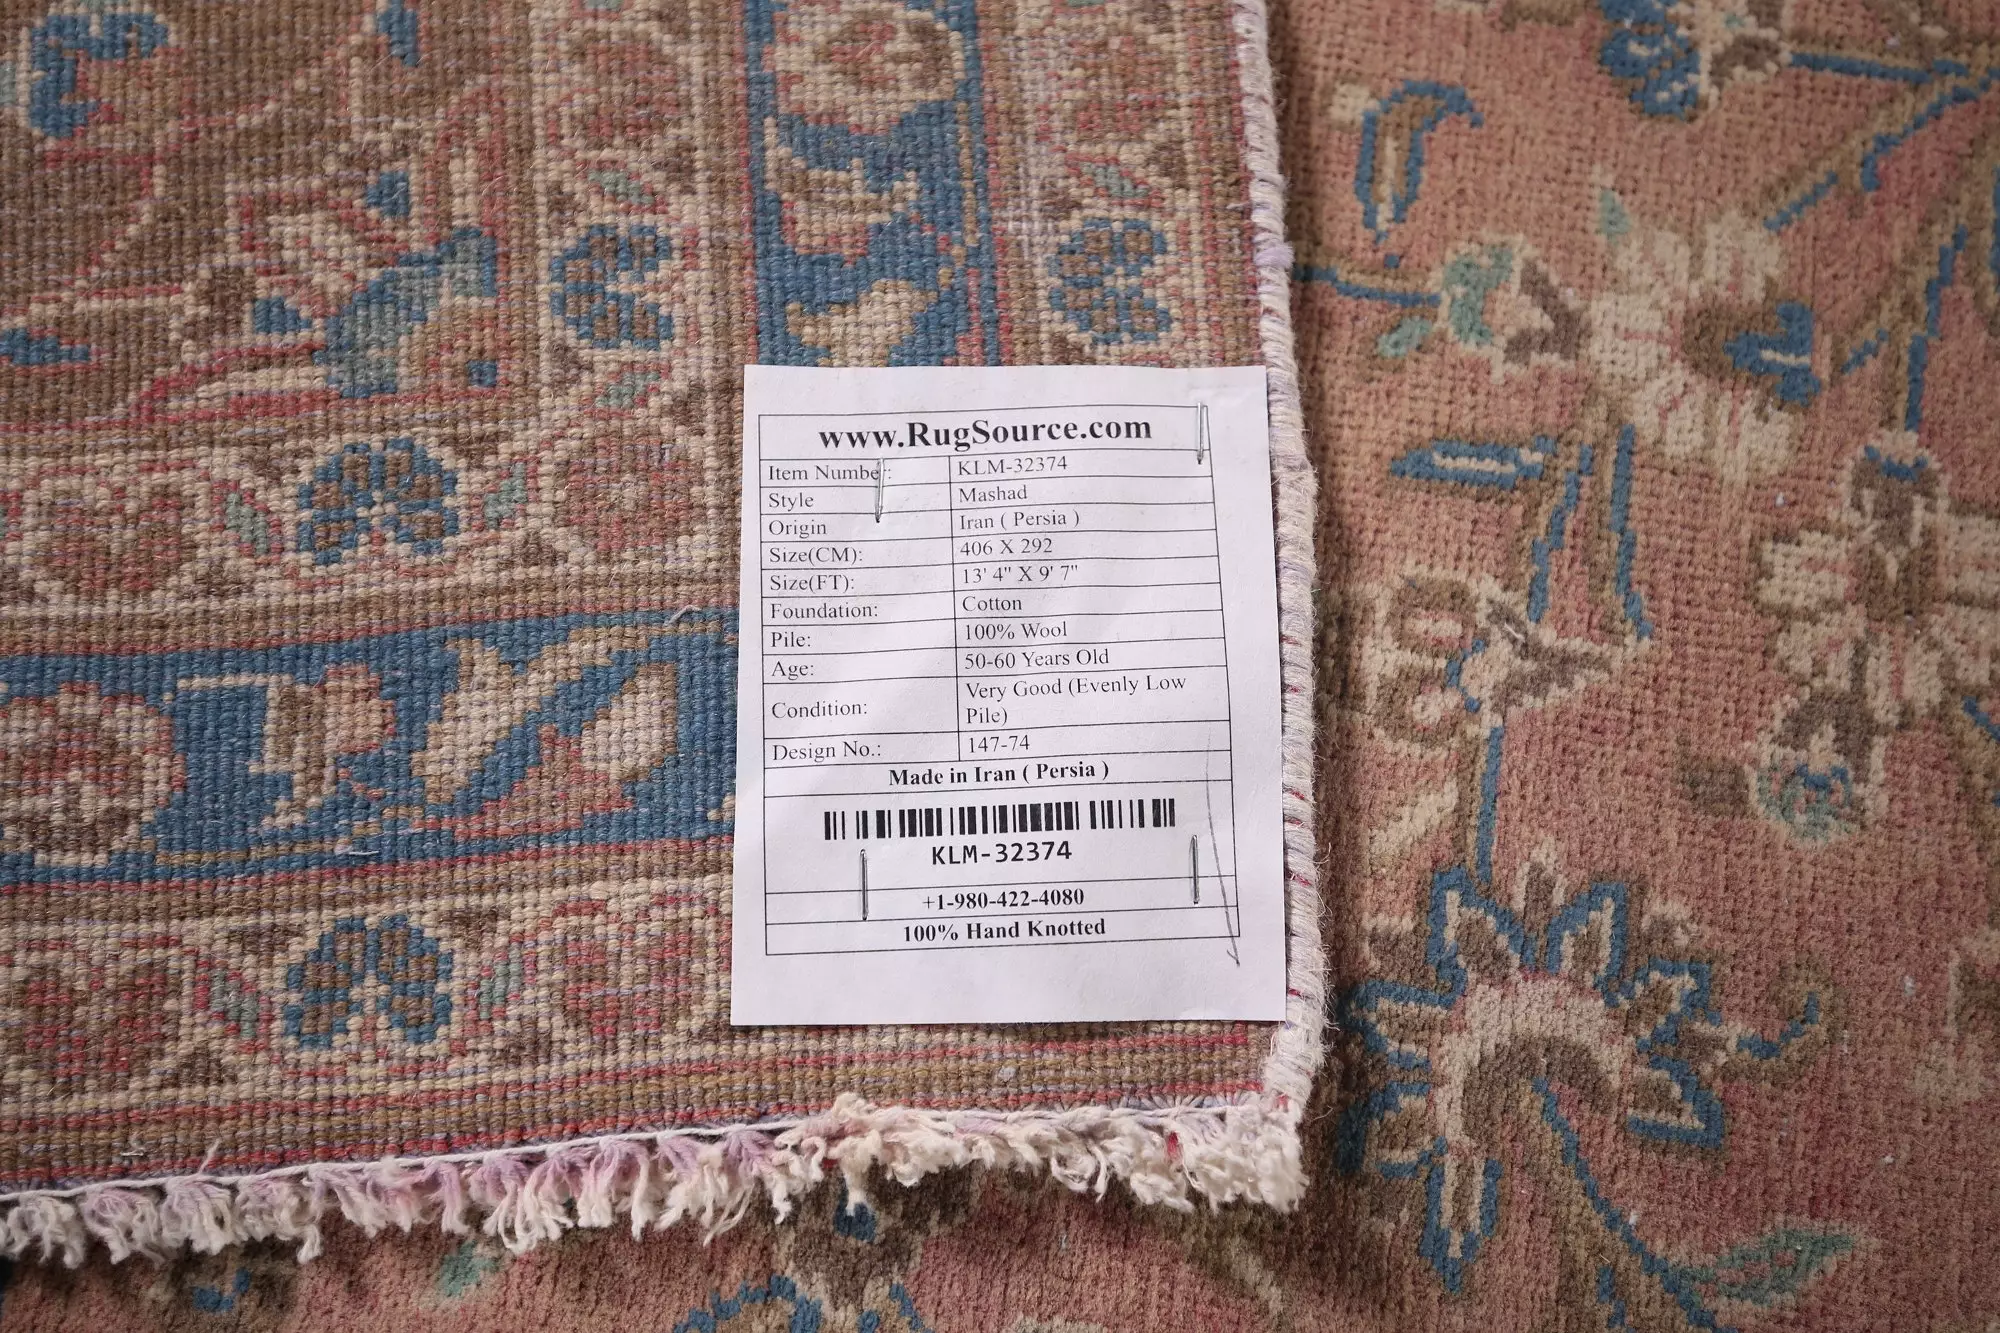 www.RugSource.com
Item Number: KLM-32374
Style Mashad
Origin Iran ( Persia )
Size(CM): 406 X 292
Size(FT): 13' 4" X 9' 7"
Foundation: Cotton
Pile: 100% Wool
Age: 50-60 Years Old
Condition: Very Good (Evenly Low
Pile)
Design No.: 147-74
Made in Iran ( Persia )
KLM-32374
+1-980-422-4080
100% Hand Knotted